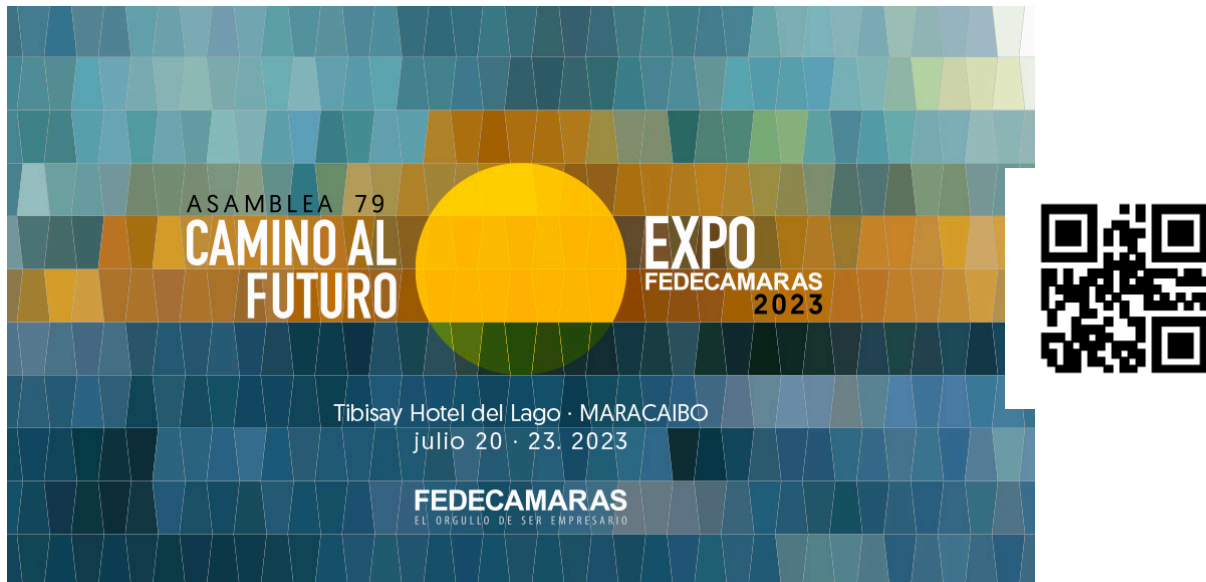 ASAMBLEA 79
CAMINO AL
FUTURO
EXPO
FEDECAMARAS
2023
Tibisay Hotel del Lago · MARACAIBO
julio 20 · 23. 2023
FEDECAMARAS
EL ORGULLO DE SER EMPRESARIO